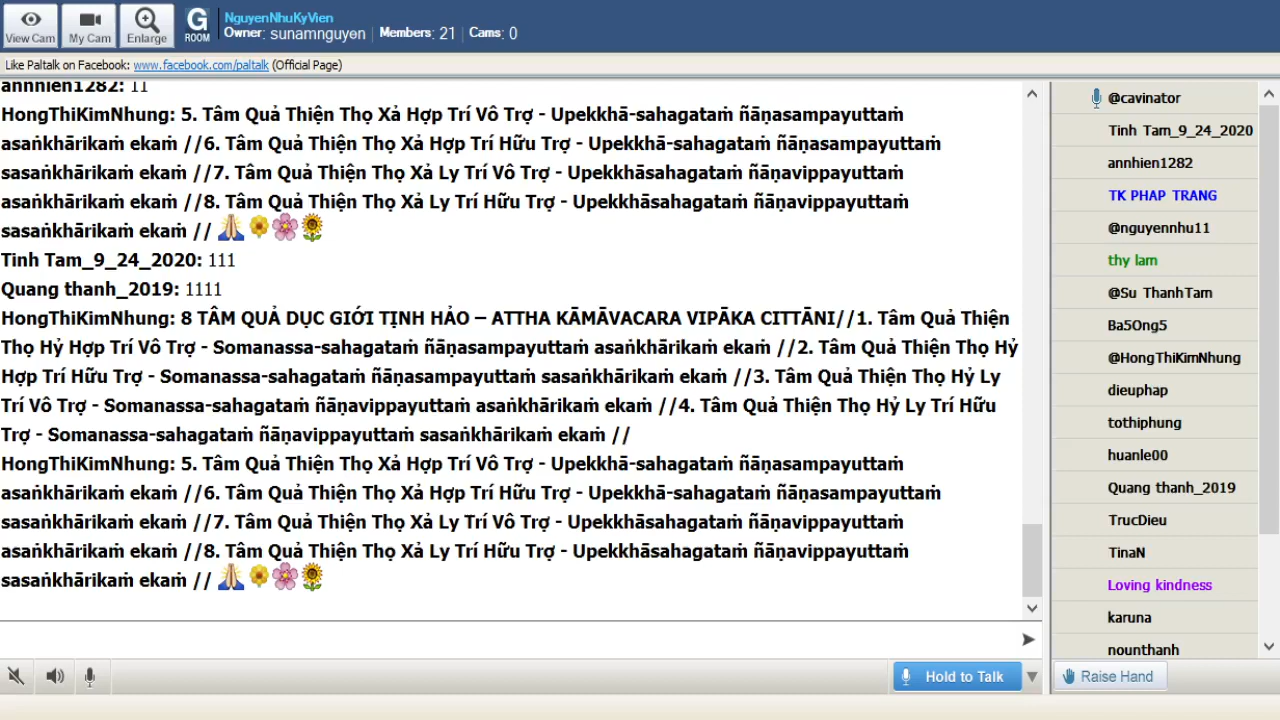 View Cam
My Cam
Enlarge
G
ROOM
NguyenNhuKyVien
Owner: sunamnguyen | Members: 21 | Cams: 0
Like Paltalk on Facebook: www.facebook.com/paltalk (Official Page)
annhien1282: 11
HongThiKimNhung: 5. Tâm Quả Thiện Thọ Xả Hợp Trí Vô Trợ - Upekkhā-sahagataṁ ñāṇasampayuttaṁ
asaṅkhārikaṁ ekaṁ //6. Tâm Quả Thiện Thọ Xả Hợp Trí Hữu Trợ - Upekkhā-sahagataṁ ñāṇasampayuttaṁ
sasaṅkhārikaṁ ekaṁ //7. Tâm Quả Thiện Thọ Xả Ly Trí Vô Trợ - Upekkhāsahagataṁ ñāṇavippayuttaṁ
asaṅkhārikaṁ ekaṁ //8. Tâm Quả Thiện Thọ Xả Ly Trí Hữu Trợ - Upekkhāsahagataṁ ñāṇavippayuttaṁ
sasaṅkhārikaṁ ekaṁ // 🙏🌼🌸🌻
Tinh Tam_9_24_2020: 111
Quang thanh_2019: 1111
HongThiKimNhung: 8 TÂM QUẢ DỤC GIỚI TỊNH HẢO – ATTHA KĀMĀVACARA VIPĀKA CITTĀNI//1. Tâm Quả Thiện
Thọ Hỷ Hợp Trí Vô Trợ - Somanassa-sahagataṁ ñāṇasampayuttaṁ asaṅkhārikaṁ ekaṁ //2. Tâm Quả Thiện Thọ Hỷ
Hợp Trí Hữu Trợ - Somanassa-sahagataṁ ñāṇasampayuttaṁ sasaṅkhārikaṁ ekaṁ //3. Tâm Quả Thiện Thọ Hỷ Ly
Trí Vô Trợ - Somanassa-sahagataṁ ñāṇavippayuttaṁ asaṅkhārikaṁ ekaṁ //4. Tâm Quả Thiện Thọ Hỷ Ly Trí Hữu
Trợ - Somanassa-sahagataṁ ñāṇavippayuttaṁ sasaṅkhārikaṁ ekaṁ //
HongThiKimNhung: 5. Tâm Quả Thiện Thọ Xả Hợp Trí Vô Trợ - Upekkhā-sahagataṁ ñāṇasampayuttaṁ
asaṅkhārikaṁ ekaṁ //6. Tâm Quả Thiện Thọ Xả Hợp Trí Hữu Trợ - Upekkhā-sahagataṁ ñāṇasampayuttaṁ
sasaṅkhārikaṁ ekaṁ //7. Tâm Quả Thiện Thọ Xả Ly Trí Vô Trợ - Upekkhāsahagataṁ ñāṇavippayuttaṁ
asaṅkhārikaṁ ekaṁ //8. Tâm Quả Thiện Thọ Xả Ly Trí Hữu Trợ - Upekkhāsahagataṁ ñāṇavippayuttaṁ
sasaṅkhārikaṁ ekaṁ // 🙏🌼🌸🌻
Hold to Talk
@cavinator
Tinh Tam_9_24_2020
annhien1282
TK PHAP TRANG
@nguyennhu11
thy lam
@Su ThanhTam
Ba5Ong5
@HongThiKimNhung
dieuphap
tothiphung
huanle00
Quang thanh_2019
TrucDieu
TinaN
Loving kindness
karuna
nounthanh
Raise Hand